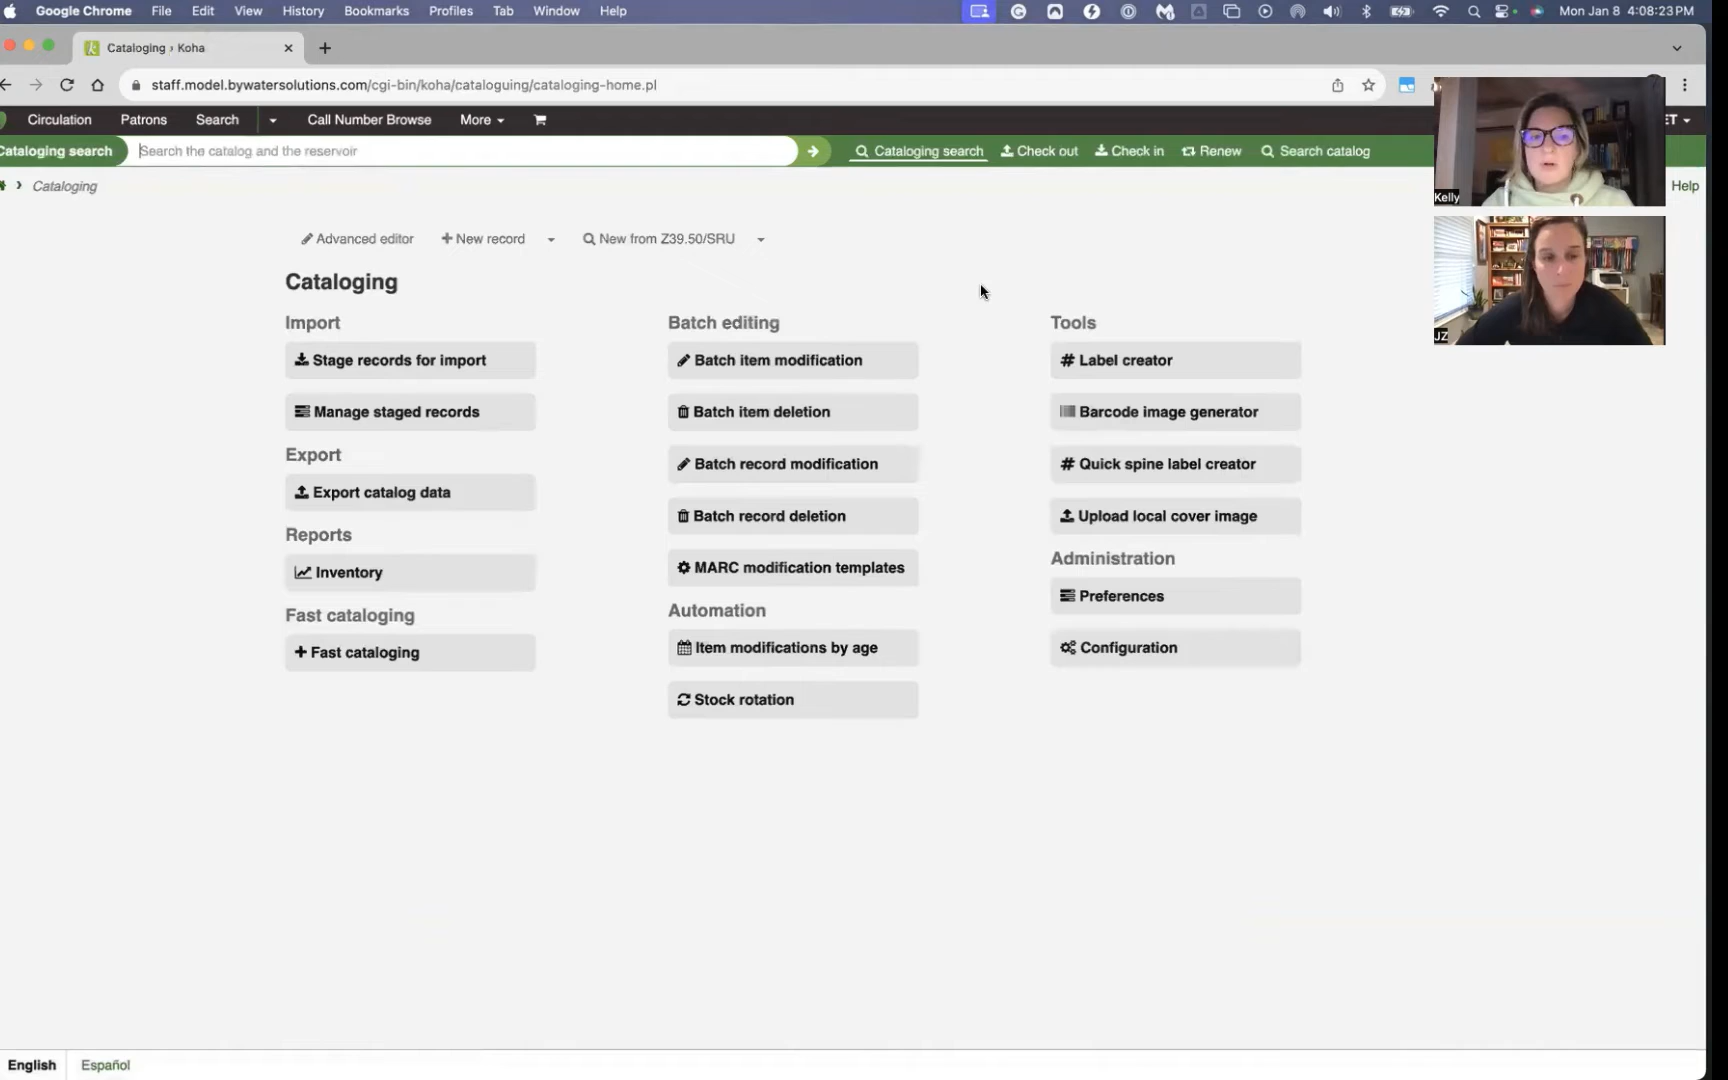 Google Chrome File Edit View History Bookmarks Profiles Tab Window Help Mon Jan 8 4:08:23 PM
Cataloging › Koha
staff.model.bywatersolutions.com/cgi-bin/koha/cataloguing/cataloging-home.pl
Circulation Patrons Search Call Number Browse More ET
Cataloging search Search the catalog and the reservoir Cataloging search Check out Check in Renew Search catalog
Kelly
› Cataloging Help
Advanced editor + New record New from Z39.50/SRU
Cataloging
Import
Stage records for import
Manage staged records
Export
Export catalog data
Reports
Inventory
Fast cataloging
+ Fast cataloging
Batch editing
Batch item modification
Batch item deletion
Batch record modification
Batch record deletion
MARC modification templates
Automation
Item modifications by age
Stock rotation
Tools
# Label creator
Barcode image generator
# Quick spine label creator
Upload local cover image
Administration
Preferences
Configuration
JZ
English Español